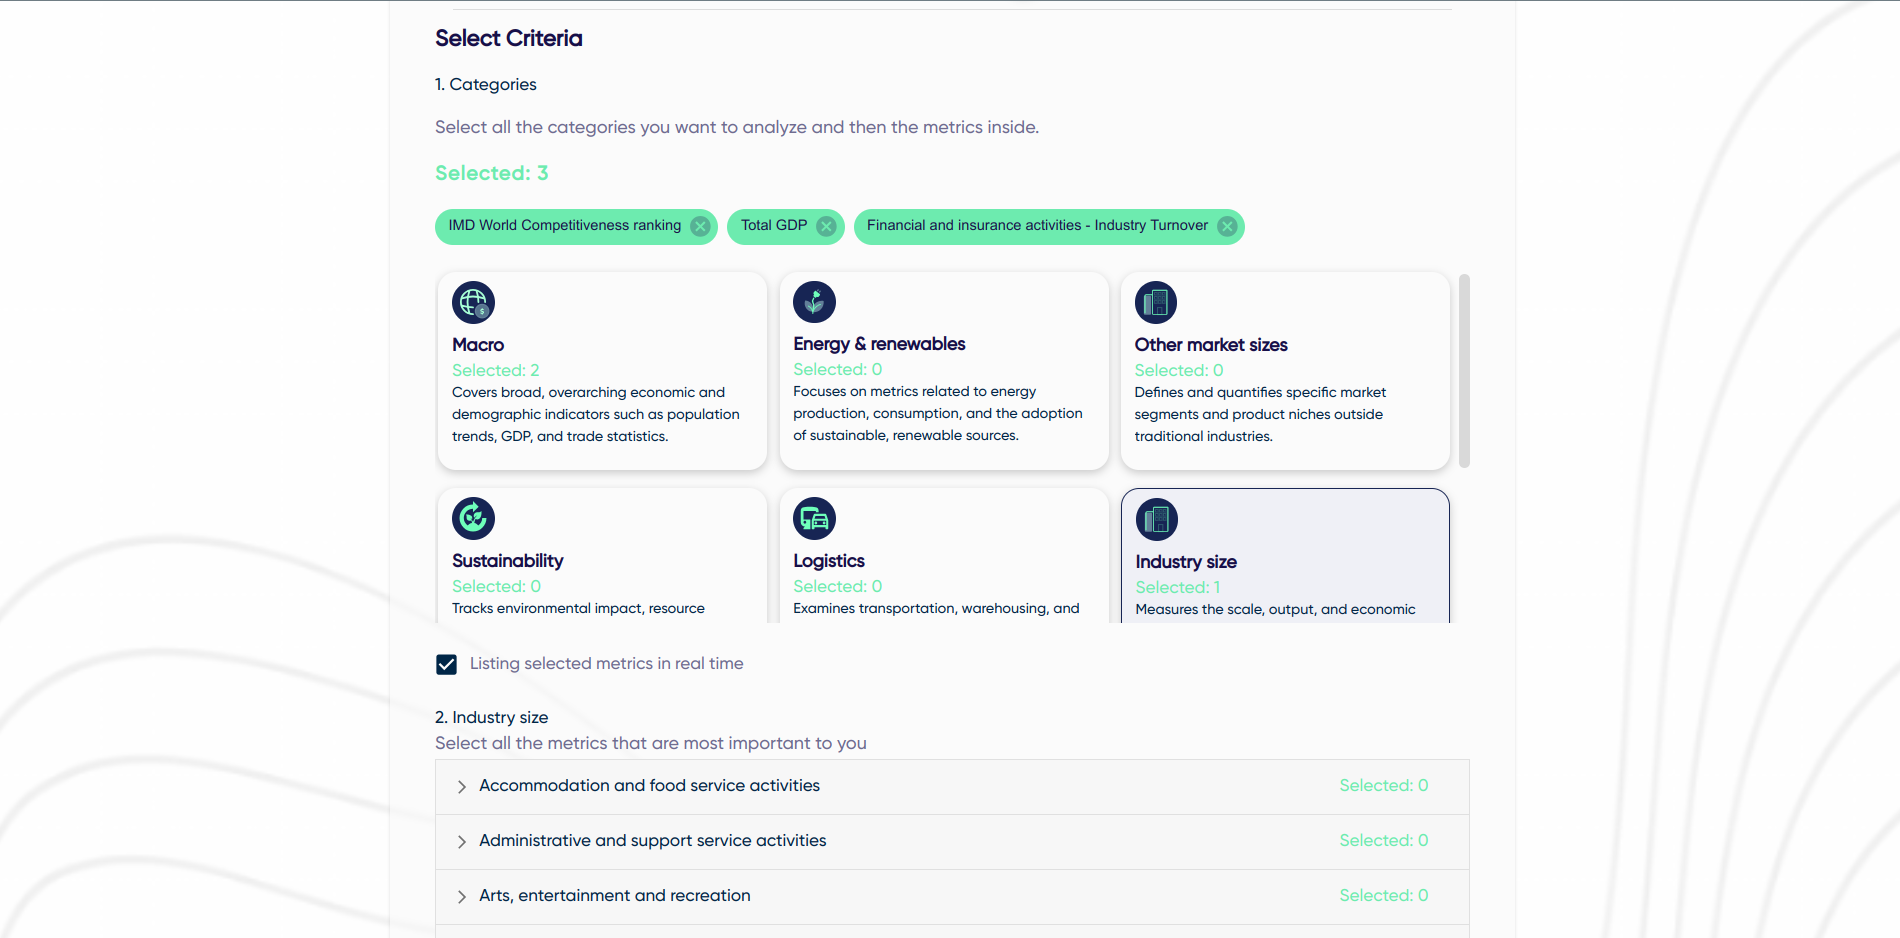 Select Criteria
1. Categories
Select all the categories you want to analyze and then the metrics inside.
Selected: 3
IMD World Competitiveness ranking
Total GDP
Financial and insurance activities - Industry Turnover
Macro
Selected: 2
Covers broad, overarching economic and
demographic indicators such as population
trends, GDP, and trade statistics.
Energy & renewables
Selected: 0
Focuses on metrics related to energy
production, consumption, and the adoption
of sustainable, renewable sources.
Other market sizes
Selected: 0
Defines and quantifies specific market
segments and product niches outside
traditional industries.
Sustainability
Selected: 0
Tracks environmental impact, resource
Logistics
Selected: 0
Examines transportation, warehousing, and
Industry size
Selected: 1
Measures the scale, output, and economic
Listing selected metrics in real time
2. Industry size
Select all the metrics that are most important to you
Accommodation and food service activities
Selected: 0
Administrative and support service activities
Selected: 0
Arts, entertainment and recreation
Selected: 0